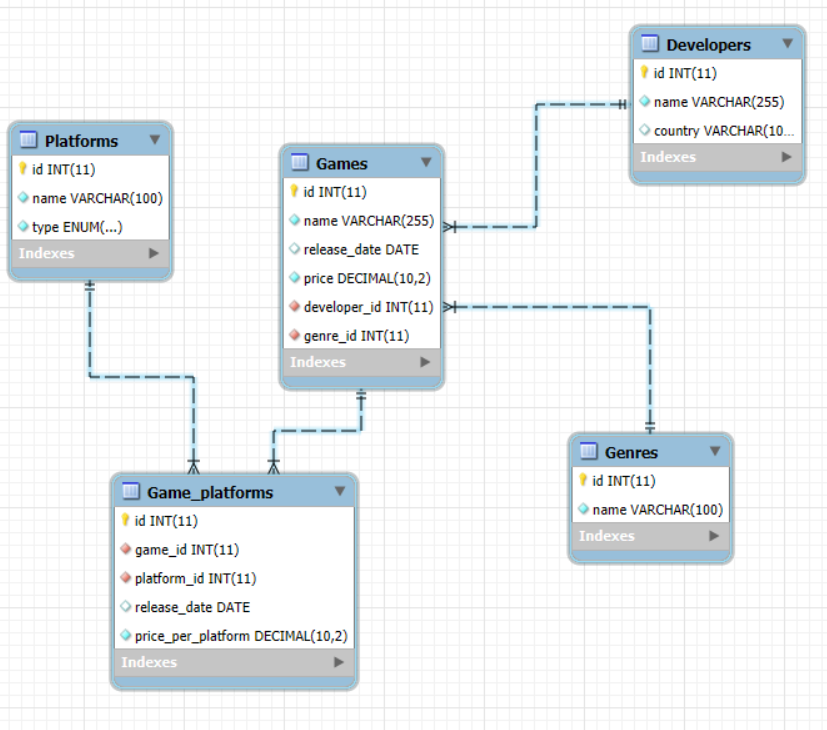 Developers
id INT(11)
name VARCHAR(255)
country VARCHAR(10...
Indexes
Platforms
id INT(11)
name VARCHAR(100)
type ENUM(...)
Indexes
Games
id INT(11)
name VARCHAR(255)
release_date DATE
price DECIMAL(10,2)
developer_id INT(11)
genre_id INT(11)
Indexes
Genres
id INT(11)
name VARCHAR(100)
Indexes
Game_platforms
id INT(11)
game_id INT(11)
platform_id INT(11)
release_date DATE
price_per_platform DECIMAL(10,2)
Indexes